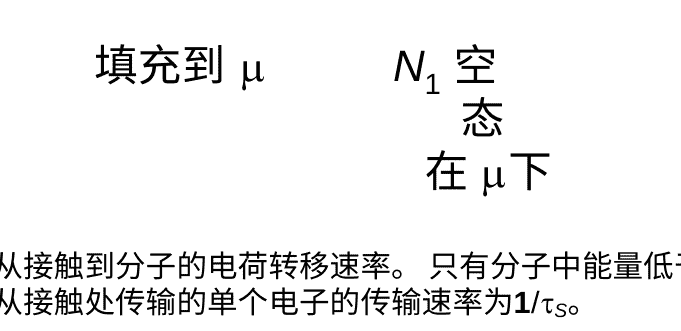 填充到 μ
N1 空
态
在 μ下
从接触到分子的电荷转移速率。 只有分子中能量低于
从接触处传输的单个电子的传输速率为1/τS。